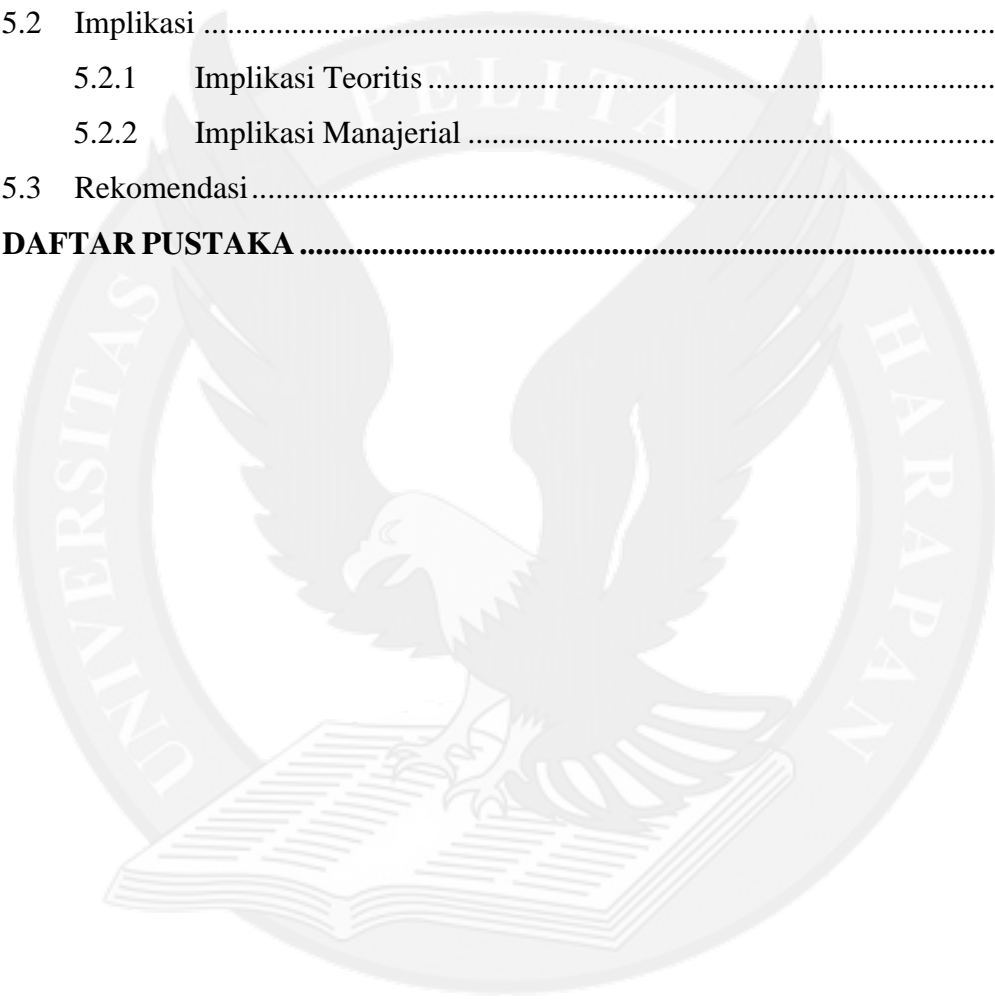 5.2 Implikasi ....................................................................................................
5.2.1 Implikasi Teoritis ........................................................................
5.2.2 Implikasi Manajerial ...................................................................
5.3 Rekomendasi ..............................................................................................
DAFTAR PUSTAKA .......................................................................................
UNIVERSITAS PELITA HARAPAN